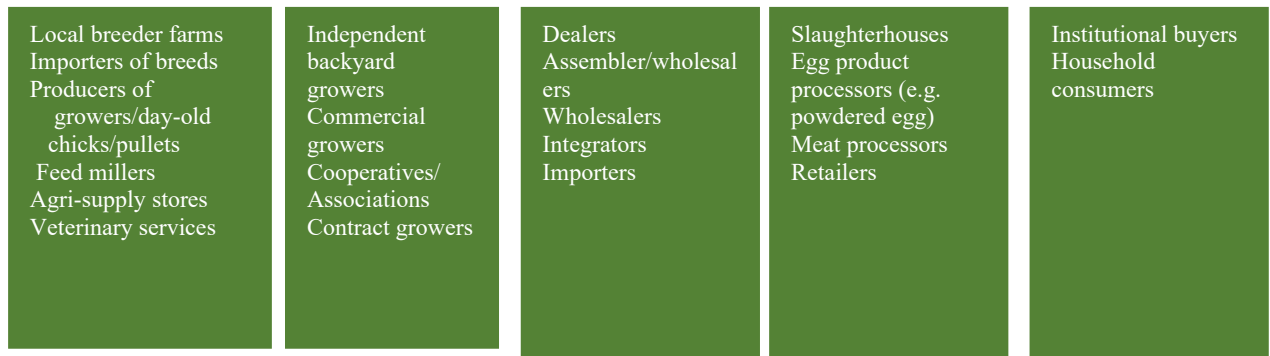 Local breeder farms
Importers of breeds
Producers of
growers/day-old
chicks/pullets
Feed millers
Agri-supply stores
Veterinary services
Independent
backyard
growers
Commercial
growers
Cooperatives/
Associations
Contract growers
Dealers
Assembler/wholesal
ers
Wholesalers
Integrators
Importers
Slaughterhouses
Egg product
processors (e.g.
powdered egg)
Meat processors
Retailers
Institutional buyers
Household
consumers